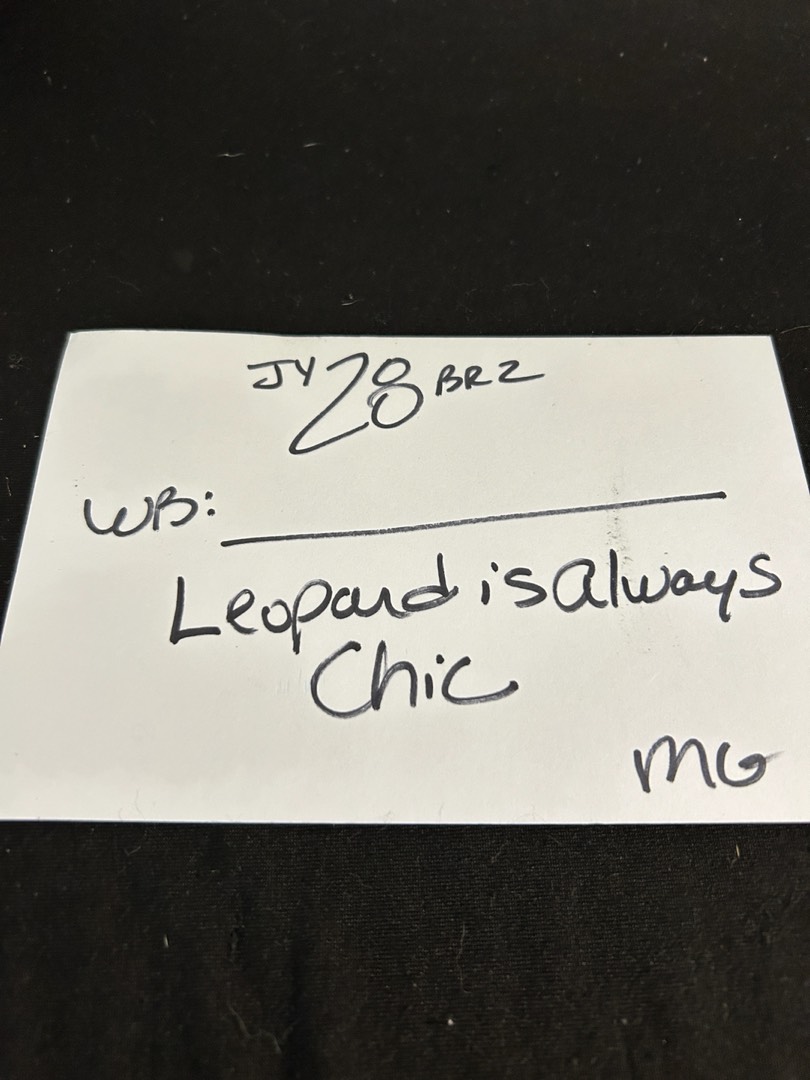 JY 28 BRZ
WB:
Leopard is always
Chic
MG